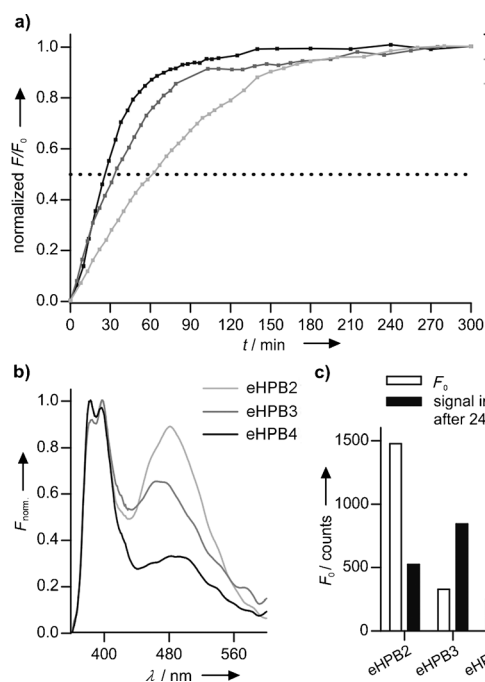 a)
normalized F/F₀
1.0
0.8
0.6
0.4
0.2
0.0
0 30 60 90 120 150 180 210 240 270 300
t / min
b)
eHPB2
eHPB3
eHPB4
F norm.
1.0
0.8
0.6
0.4
0.2
0.0
400 480 560
λ / nm
c)
F₀
signal in
after 24
F₀ / counts
1500
1000
500
0
eHPB2 eHPB3